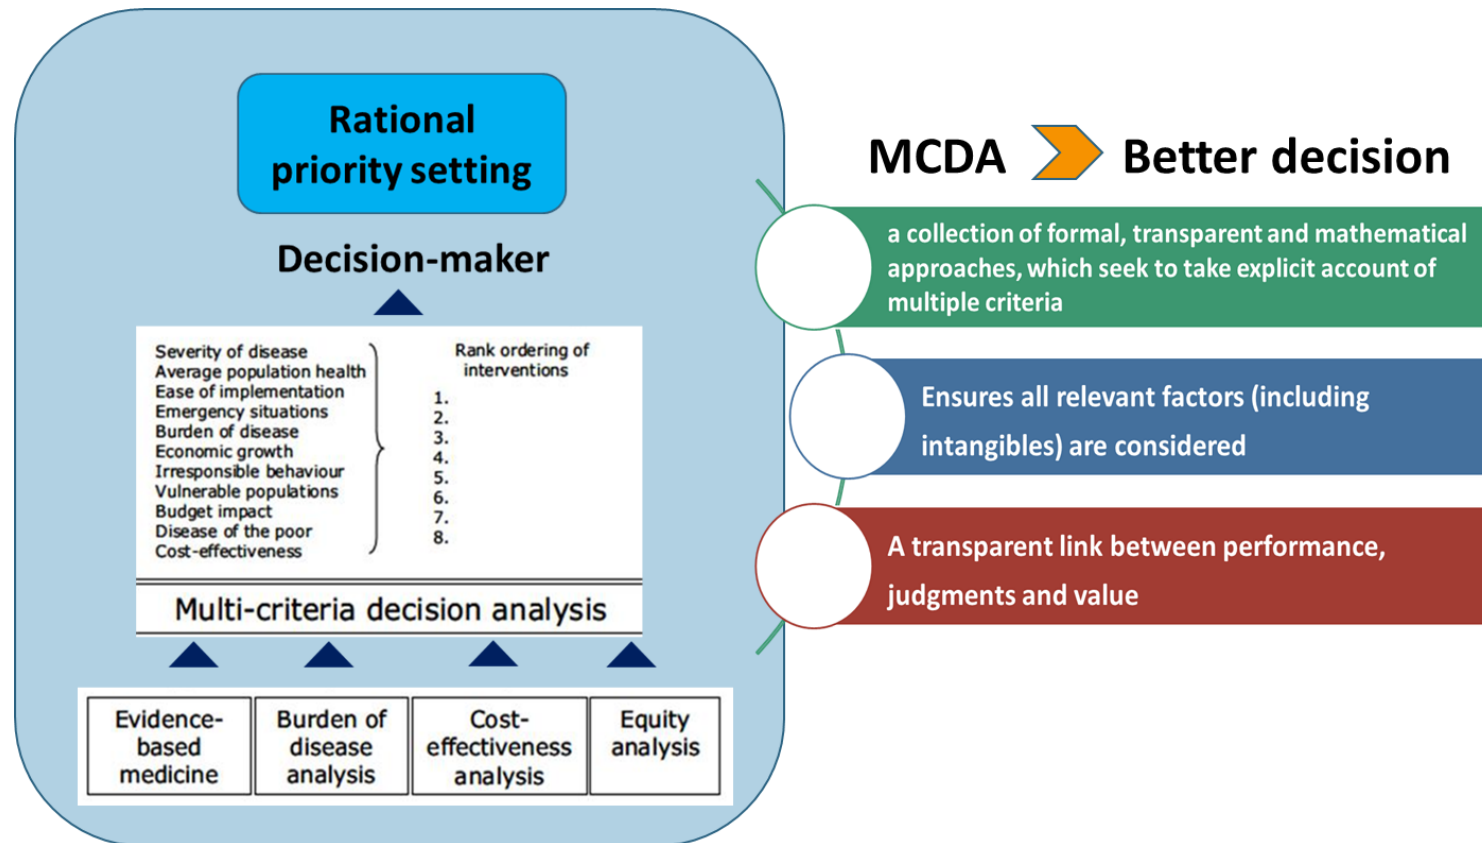 Rational
priority setting
Decision-maker
Severity of disease
Average population health
Ease of implementation
Emergency situations
Burden of disease
Economic growth
Irresponsible behaviour
Vulnerable populations
Budget impact
Disease of the poor
Cost-effectiveness
Rank ordering of
interventions
1.
2.
3.
4.
5.
6.
7.
8.
Multi-criteria decision analysis
Evidence-
based
medicine
Burden of
disease
analysis
Cost-
effectiveness
analysis
Equity
analysis
MCDA
Better decision
a collection of formal, transparent and mathematical
approaches, which seek to take explicit account of
multiple criteria
Ensures all relevant factors (including
intangibles) are considered
A transparent link between performance,
judgments and value